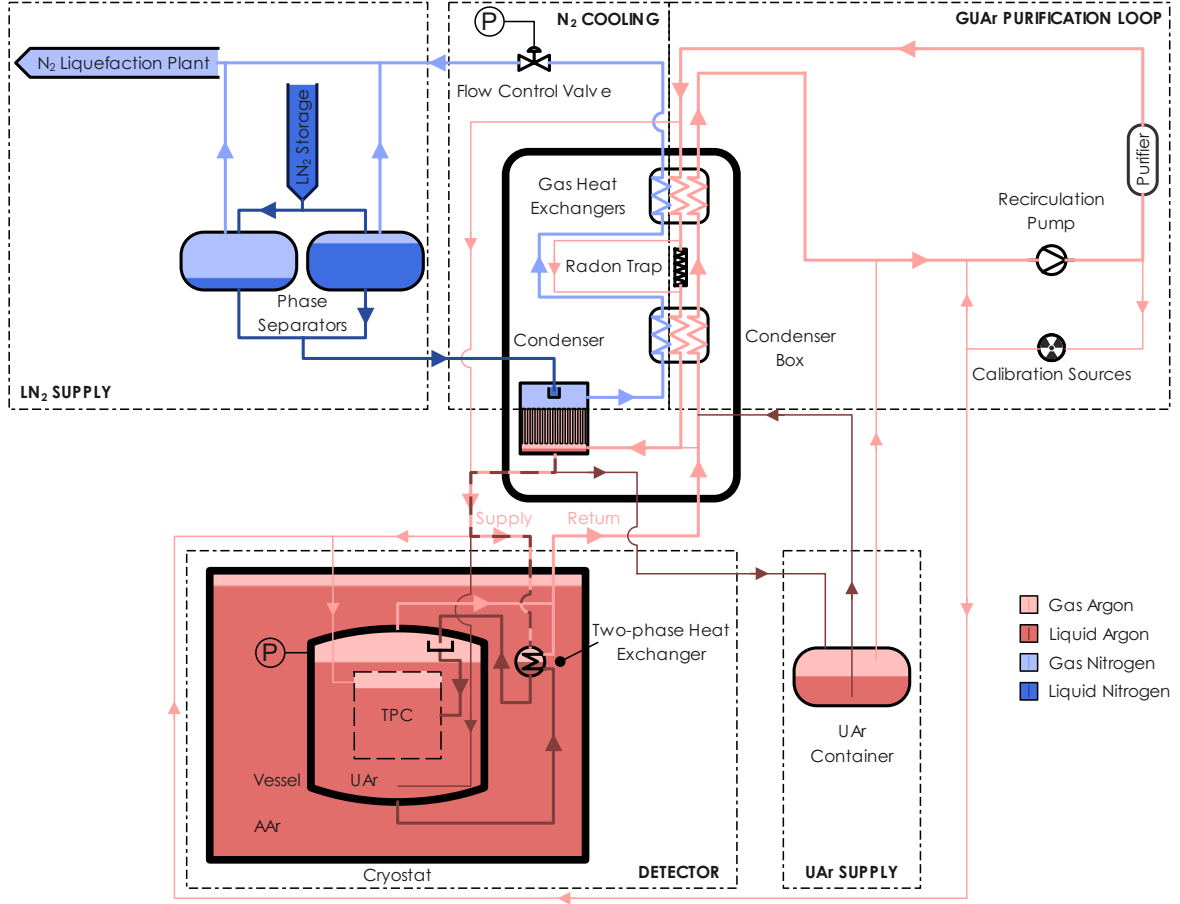 P
N₂ COOLING
GUAr PURIFICATION LOOP
N₂ Liquefaction Plant
Flow Control Valve
LN₂ Storage
Purifier
Gas Heat
Exchangers
Recirculation
Pump
Radon Trap
Phase
Separators
Condenser
Condenser
Box
Calibration Sources
LN₂ SUPPLY
Supply
Return
P
Two-phase Heat
Exchanger
TPC
Vessel
UAr
AAr
Cryostat
DETECTOR
UAr
Container
UAr SUPPLY
Gas Argon
Liquid Argon
Gas Nitrogen
Liquid Nitrogen